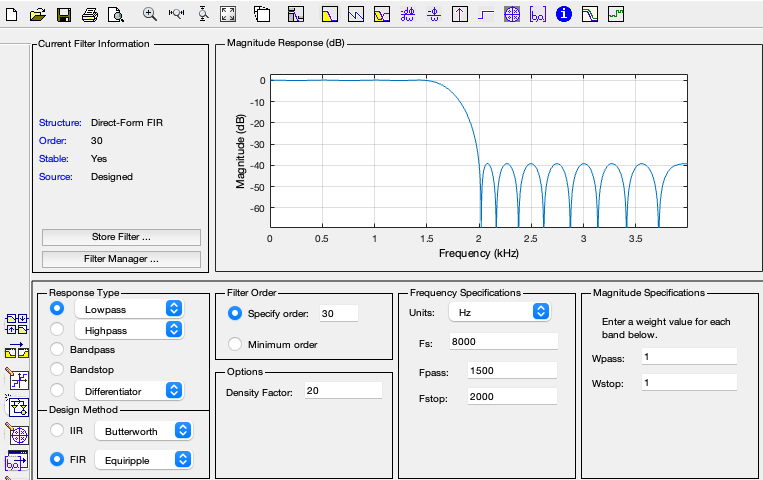 Current Filter Information
Structure: Direct-Form FIR
Order: 30
Stable: Yes
Source: Designed
Store Filter ...
Filter Manager ...
Magnitude Response (dB)
Magnitude (dB)
0
-10
-20
-30
-40
-50
-60
0 0.5 1 1.5 2 2.5 3 3.5
Frequency (kHz)
Response Type
Lowpass
Highpass
Bandpass
Bandstop
Differentiator
Design Method
IIR Butterworth
FIR Equiripple
Filter Order
Specify order: 30
Minimum order
Options
Density Factor: 20
Frequency Specifications
Units: Hz
Fs: 8000
Fpass: 1500
Fstop: 2000
Magnitude Specifications
Enter a weight value for each
band below.
Wpass: 1
Wstop: 1